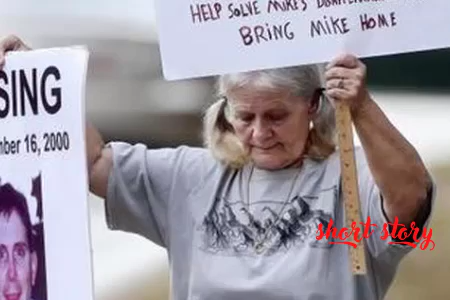 HELP SOLVE MIKE'S
BRING MIKE HOME
SING
mber 16, 2000
short story